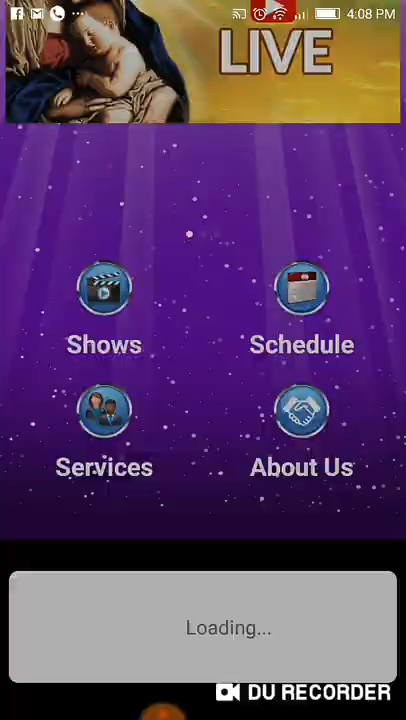 4:08 PM
LIVE
Shows
Schedule
Services
About Us
Loading...
DU RECORDER